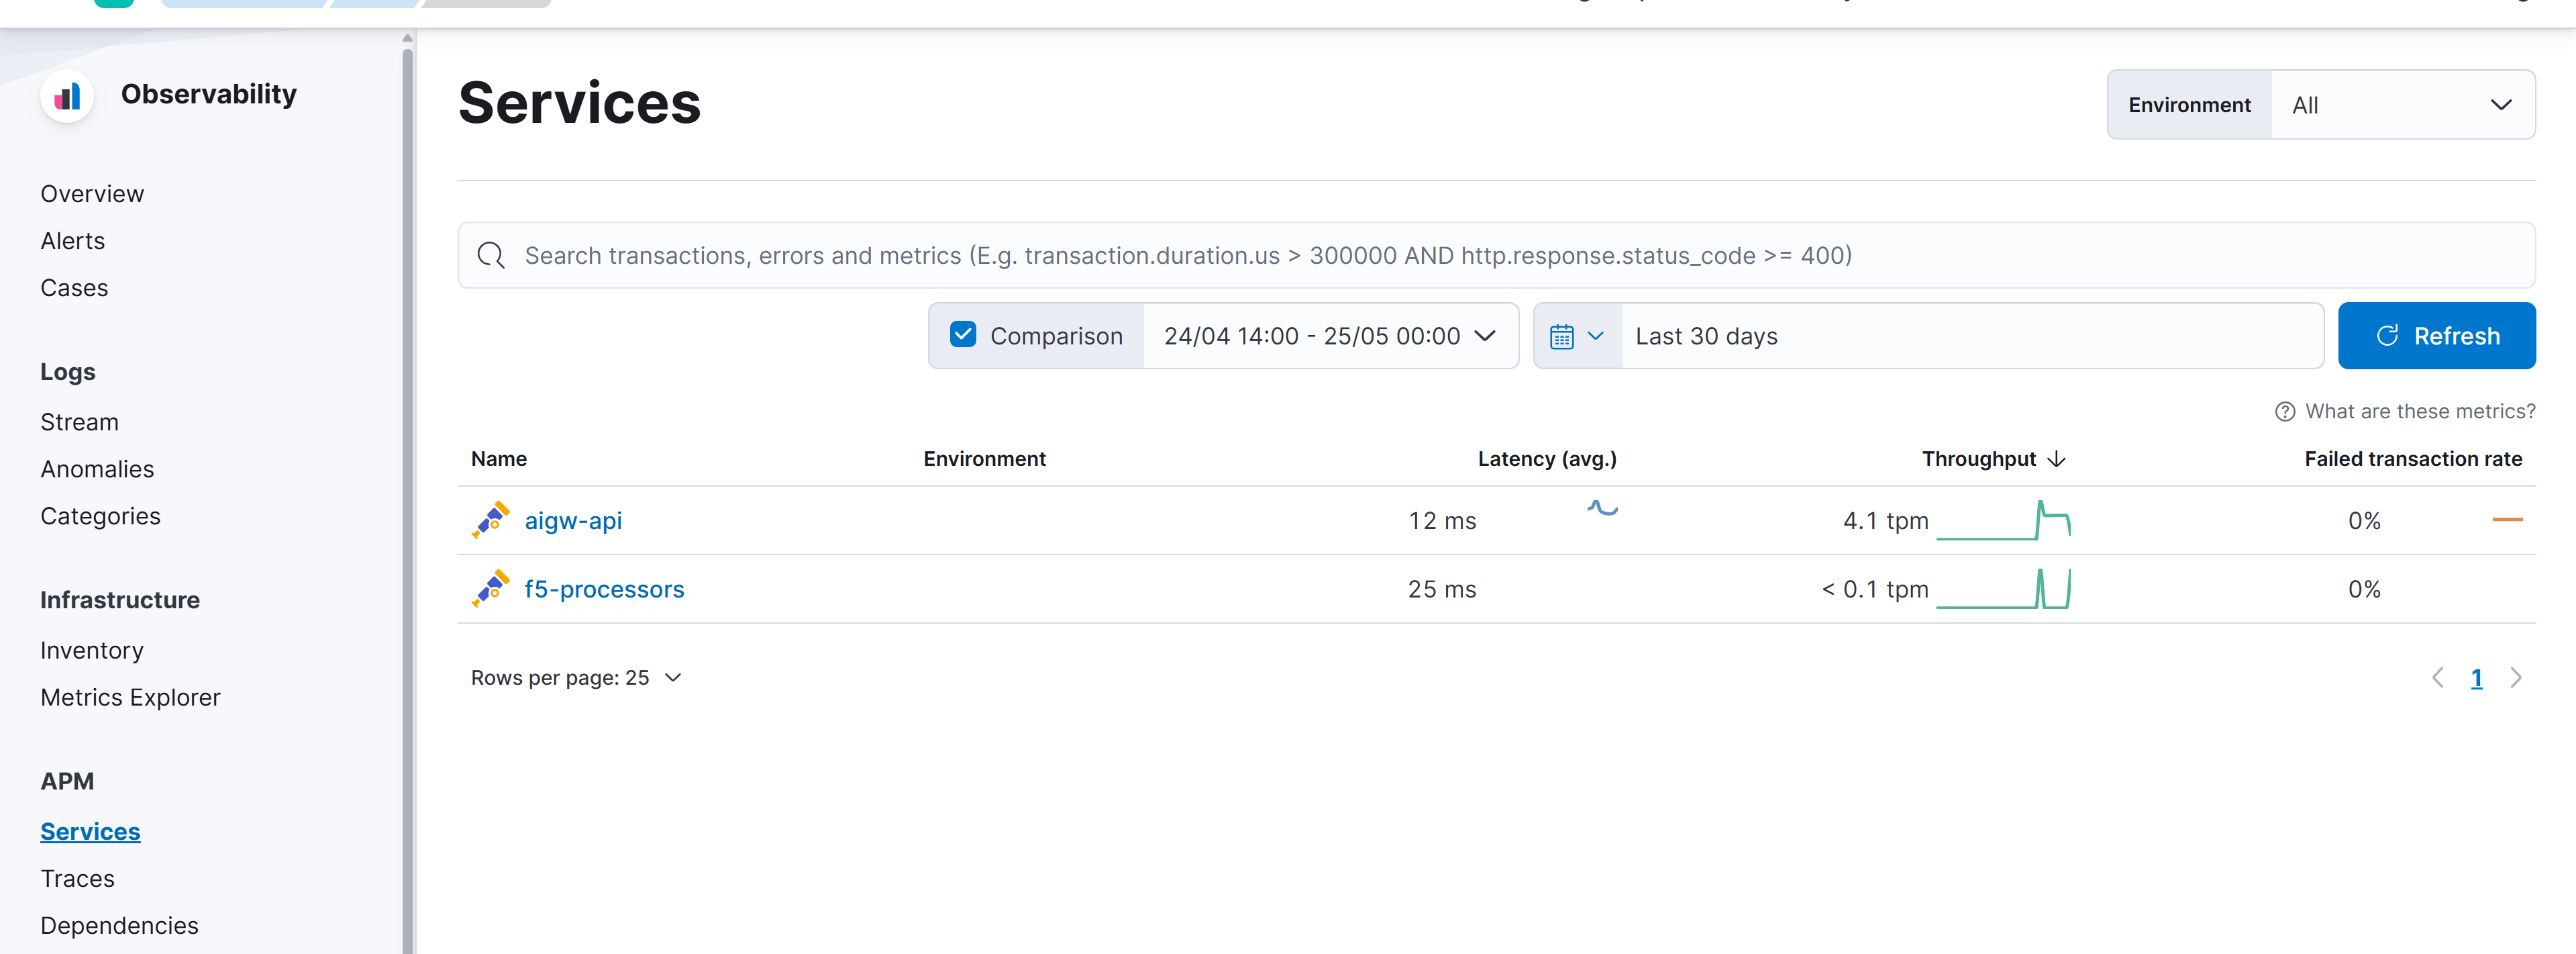 Observability
Overview
Alerts
Cases
Logs
Stream
Anomalies
Categories
Infrastructure
Inventory
Metrics Explorer
APM
Services
Traces
Dependencies
Services
Environment All
Search transactions, errors and metrics (E.g. transaction.duration.us > 300000 AND http.response.status_code >= 400)
Comparison 24/04 14:00 - 25/05 00:00 Last 30 days Refresh
What are these metrics?
Name Environment Latency (avg.) Throughput Failed transaction rate
aigw-api 12 ms 4.1 tpm 0%
f5-processors 25 ms < 0.1 tpm 0%
Rows per page: 25 1